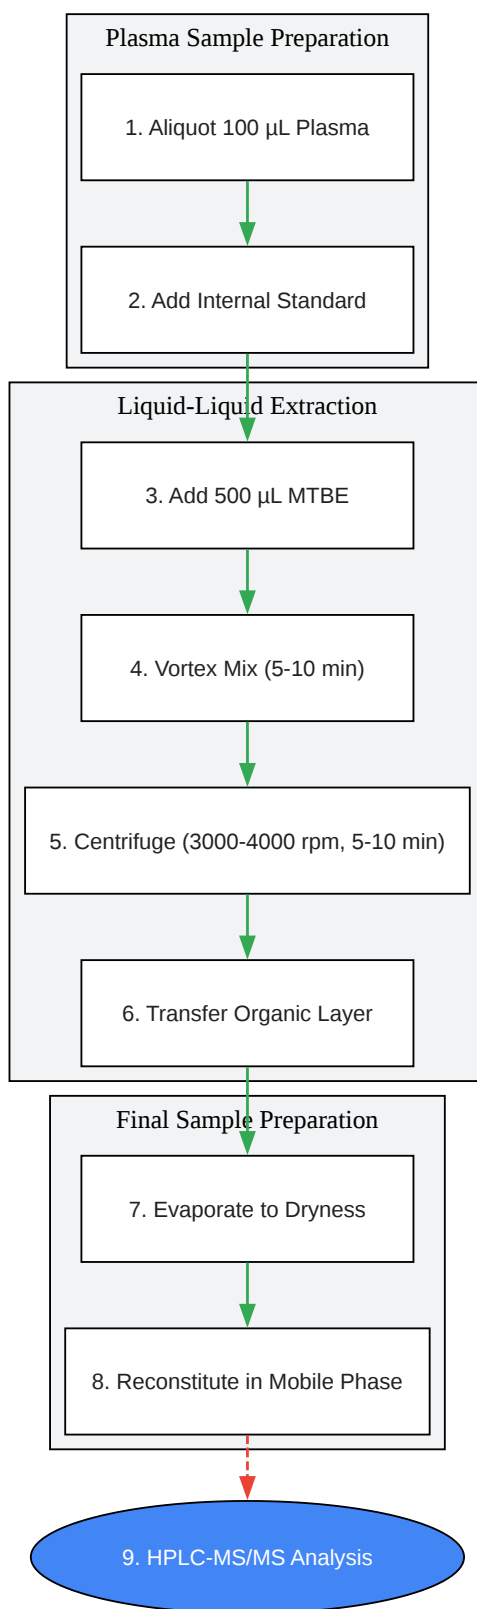 Plasma Sample Preparation
1. Aliquot 100 µL Plasma
2. Add Internal Standard
Liquid-Liquid Extraction
3. Add 500 µL MTBE
4. Vortex Mix (5-10 min)
5. Centrifuge (3000-4000 rpm, 5-10 min)
6. Transfer Organic Layer
Final Sample Preparation
7. Evaporate to Dryness
8. Reconstitute in Mobile Phase
9. HPLC-MS/MS Analysis